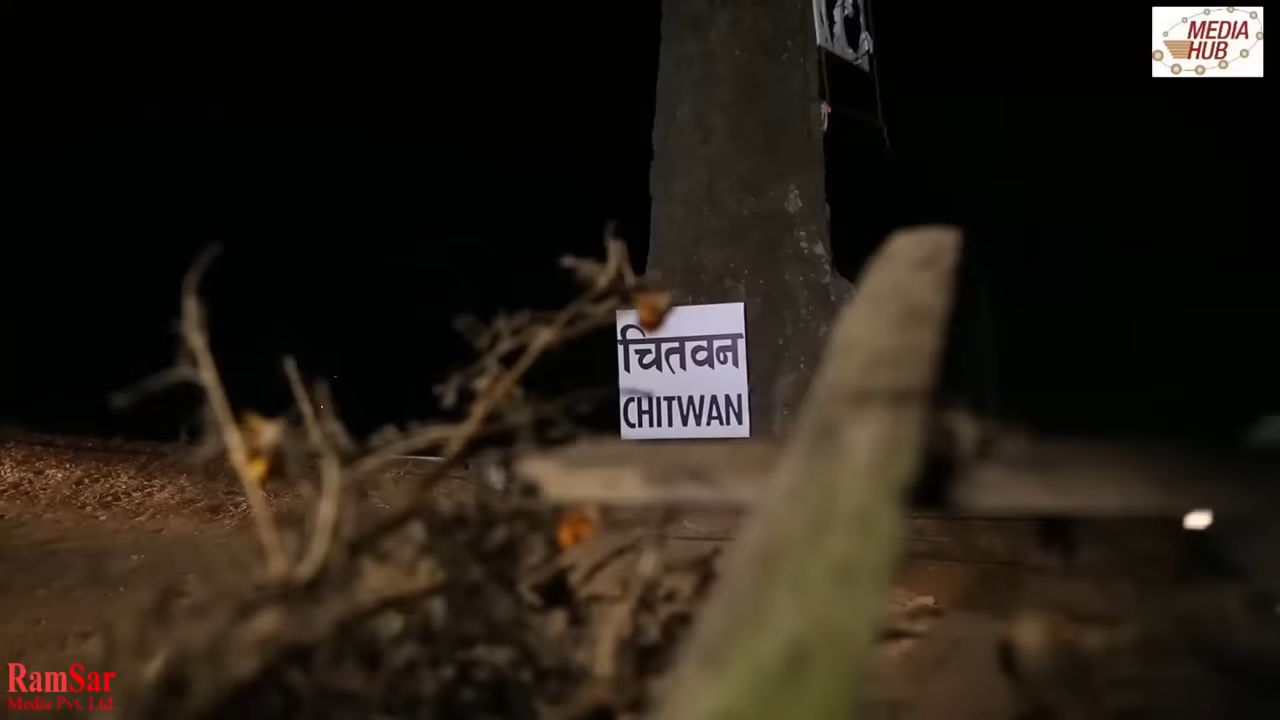 MEDIA
HUB
चितवन
CHITWAN
RamSar
Media Pvt. Ltd.